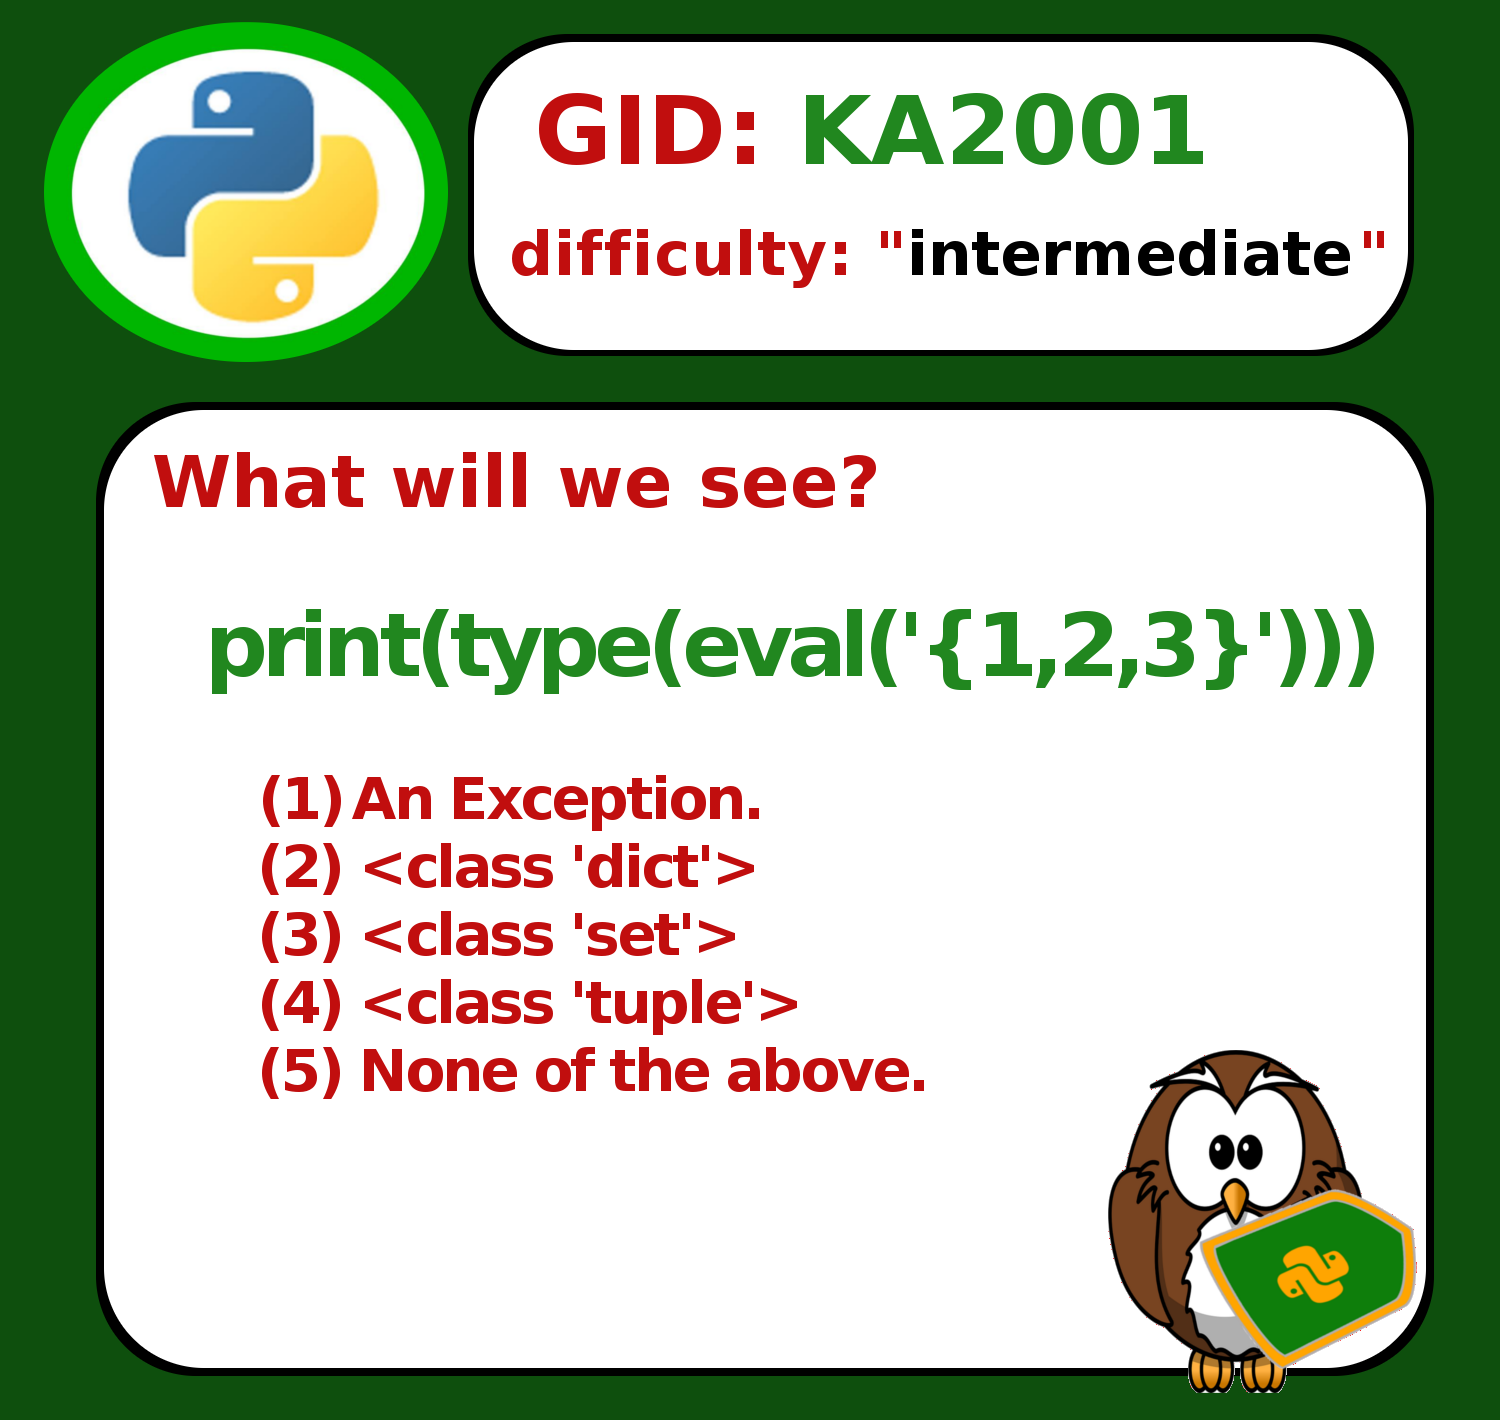 GID: KA2001
difficulty: "intermediate"
What will we see?
print(type(eval('{1,2,3}')))
(1) An Exception.
(2) <class 'dict'>
(3) <class 'set'>
(4) <class 'tuple'>
(5) None of the above.